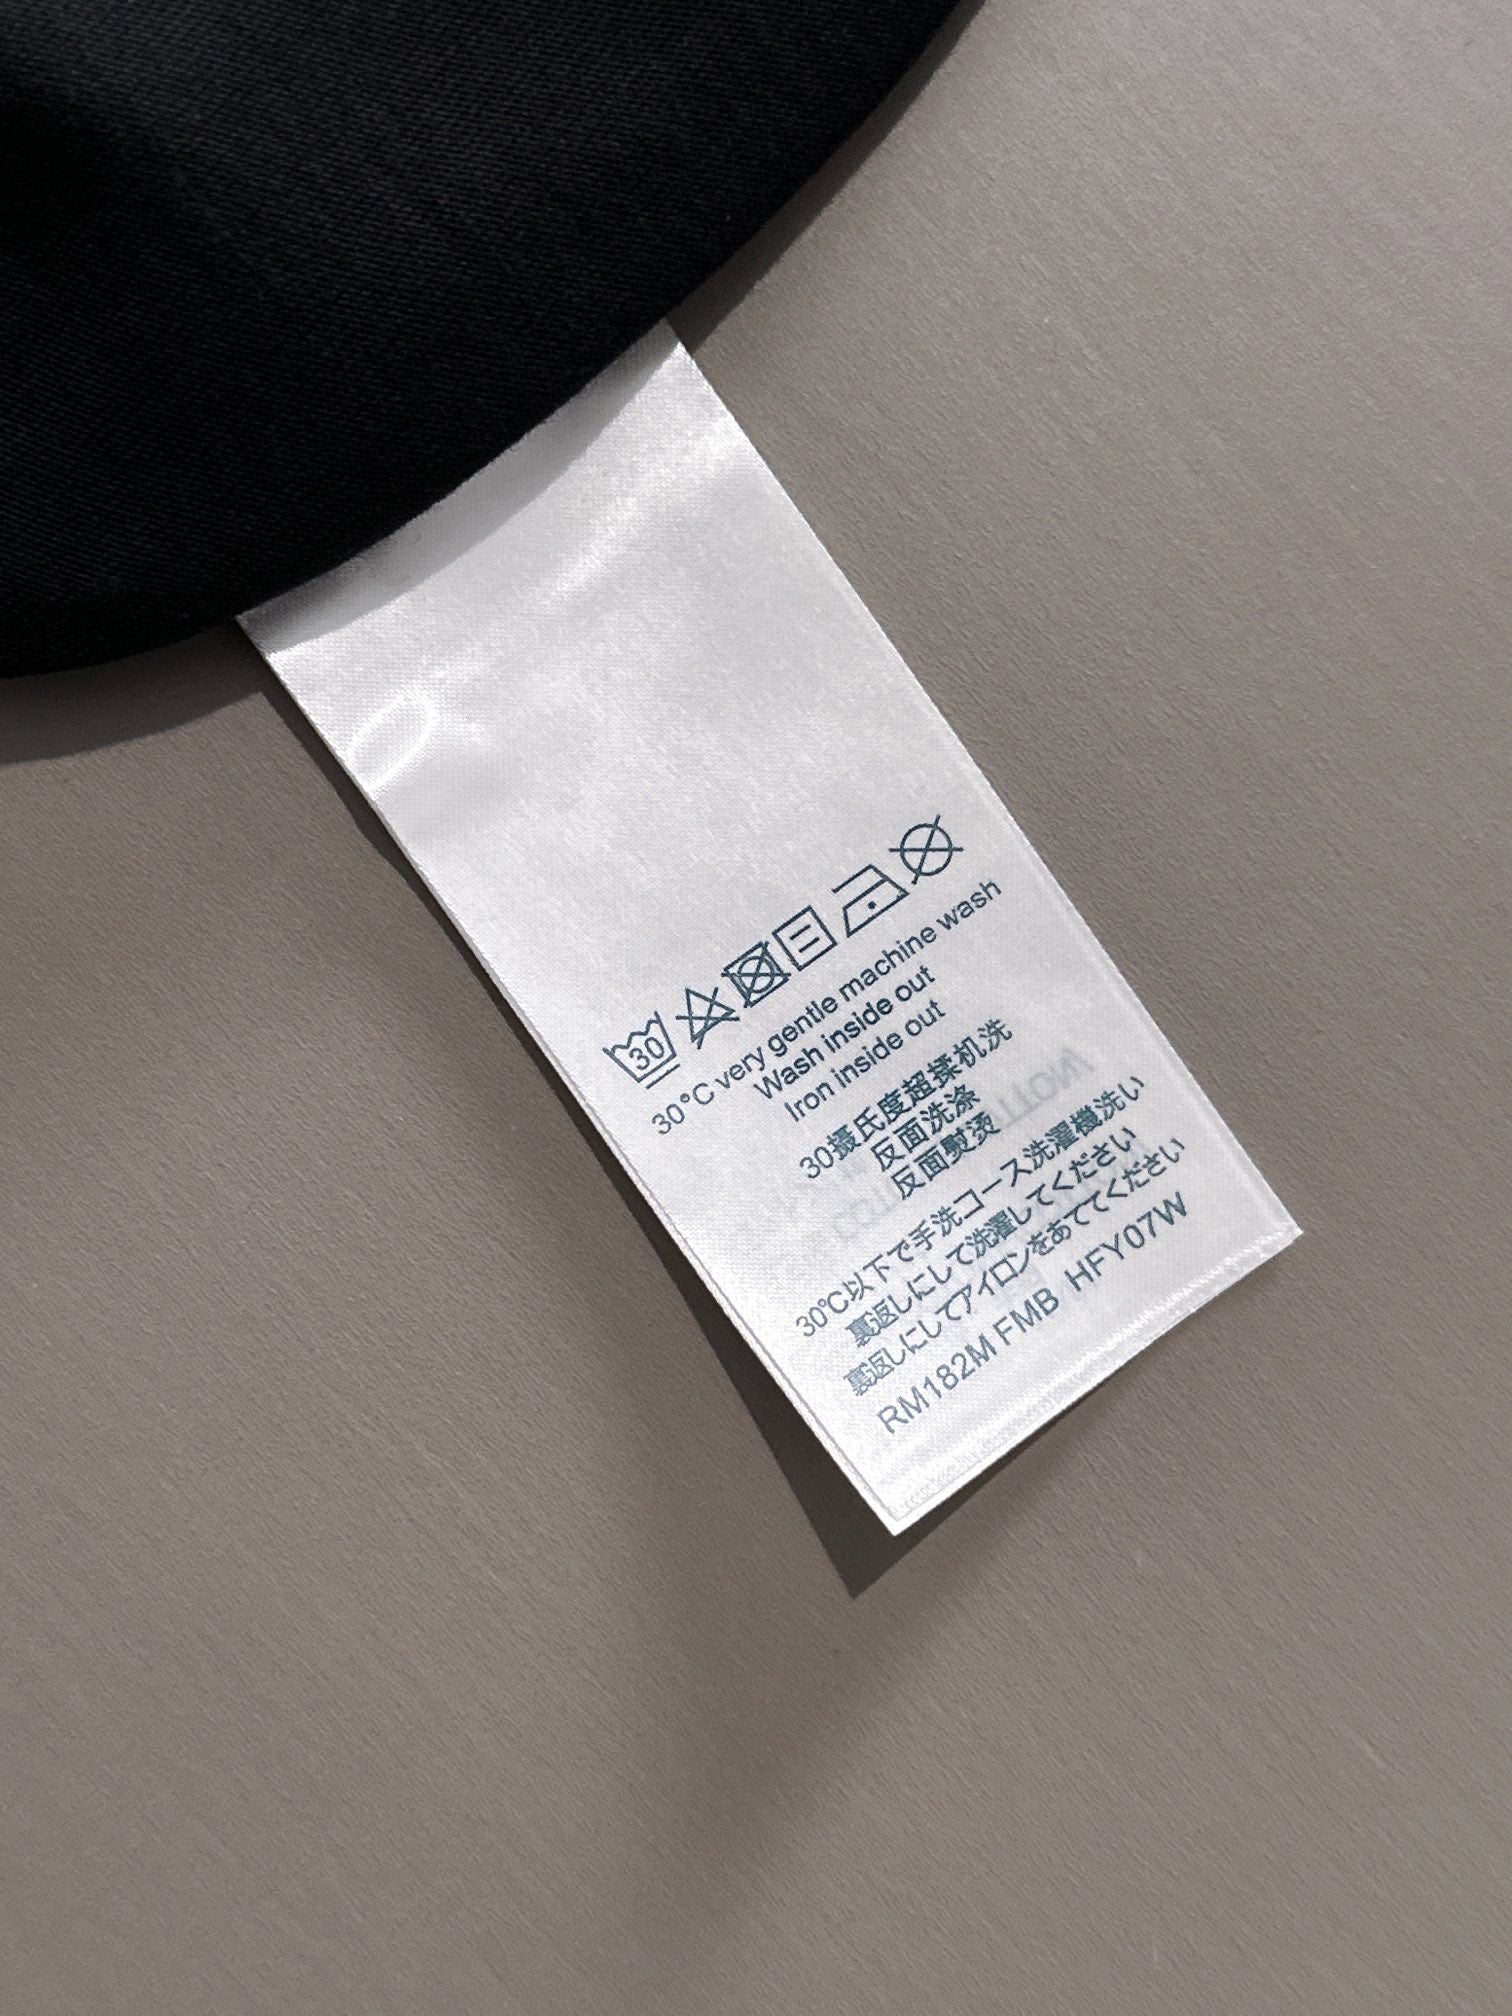 30
30°C very gentle machine wash
Wash inside out
Iron inside out
30摄氏度超揉机洗
反面洗涤
反面熨烫
30℃以下で手洗コース洗濯機洗い
裏返しにして洗濯してください
裏返しにしてアイロンをあててください
RM182M FMB HFY07W